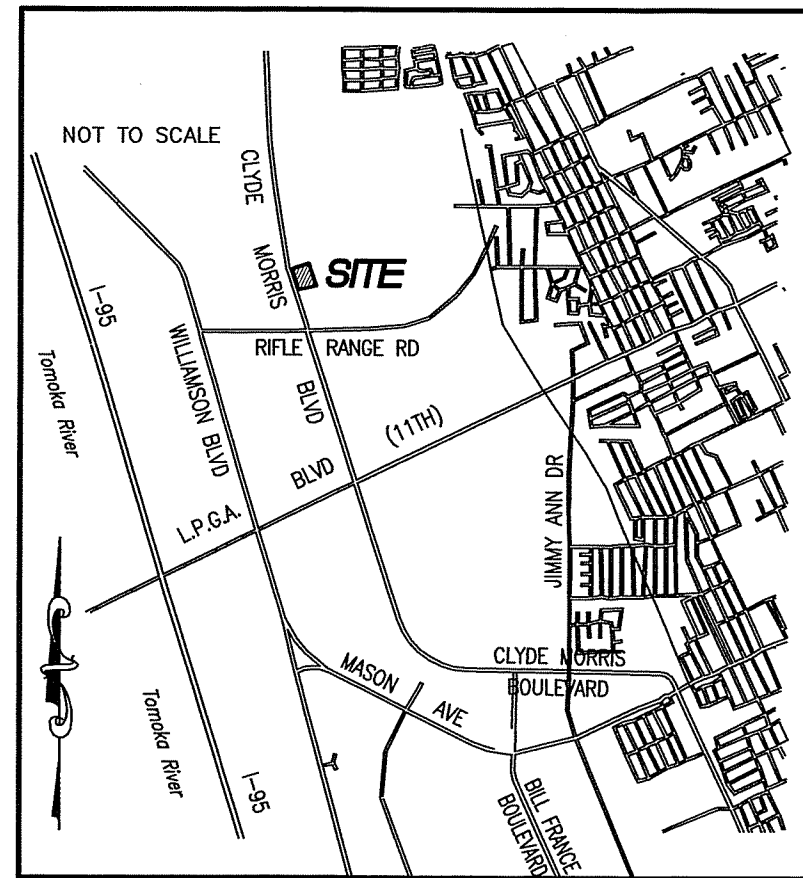 NOT TO SCALE
CLYDE
MORRIS
BLVD
SITE
I-95
WILLIAMSON BLVD
RIFLE RANGE RD
Tomoka River
L.P.G.A. BLVD (11TH)
JIMMY ANN DR
CLYDE MORRIS
BOULEVARD
MASON AVE
Tomoka River
I-95
BILL FRANCE
BOULEVARD